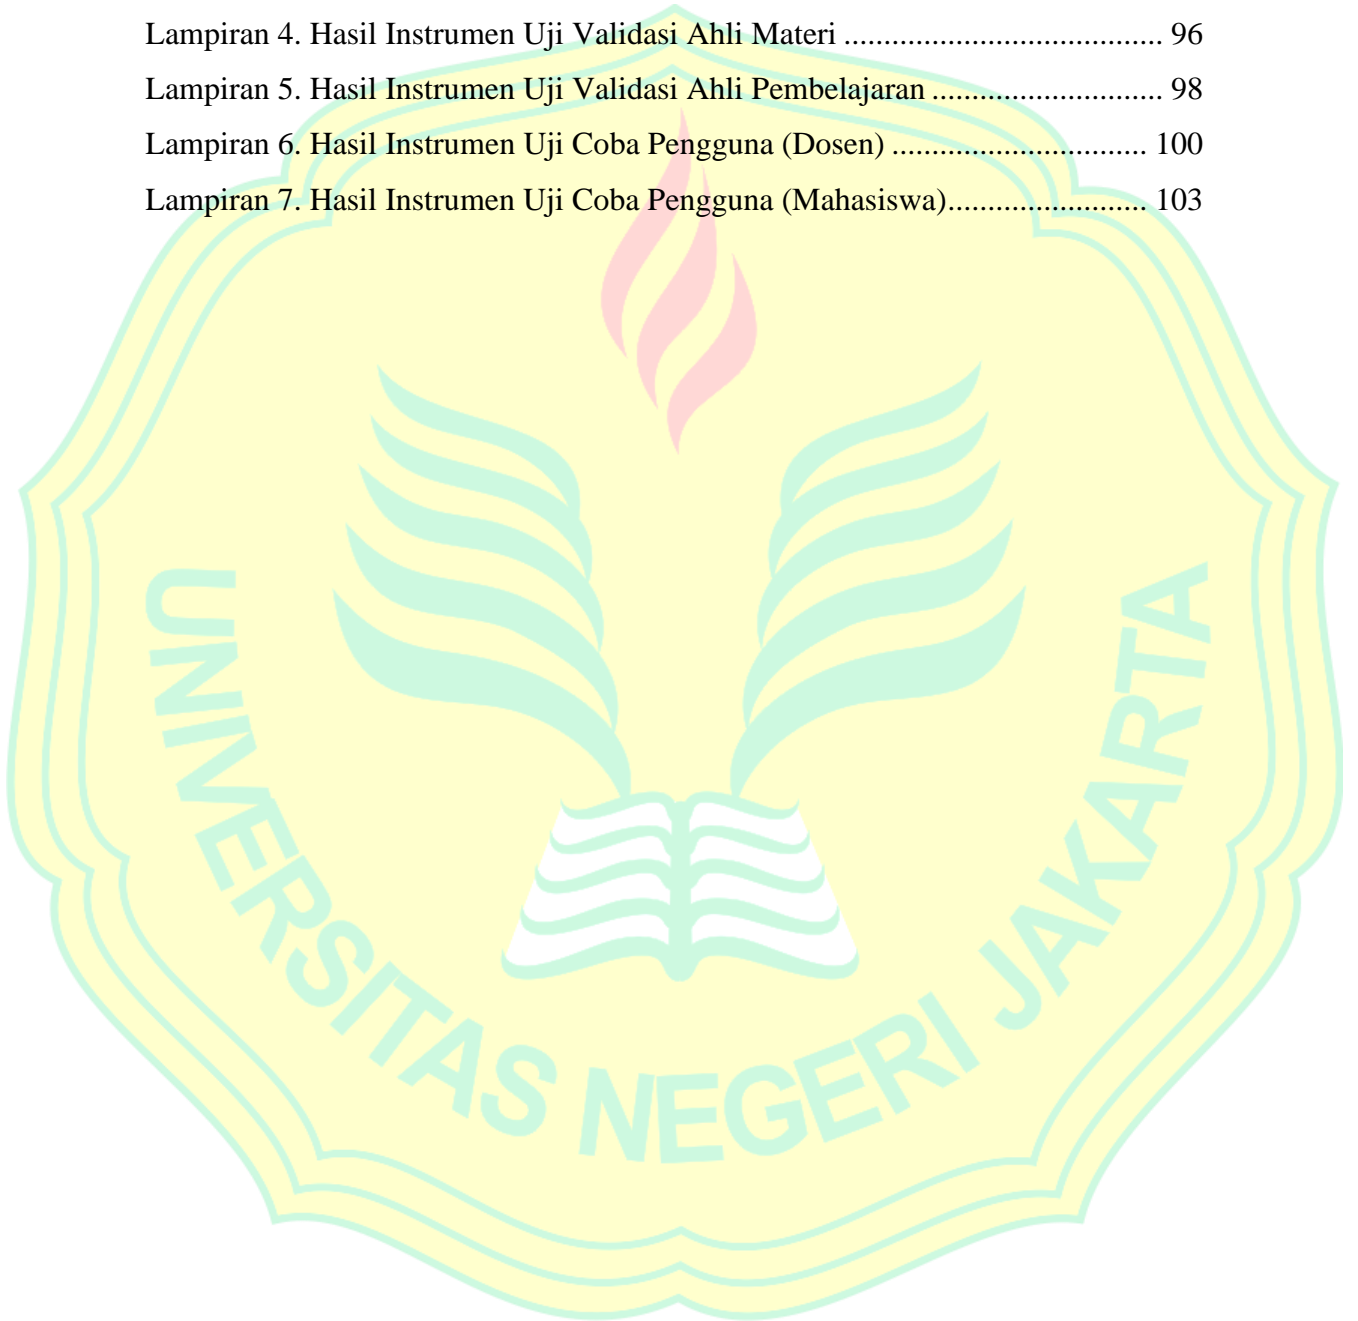 Lampiran 4. Hasil Instrumen Uji Validasi Ahli Materi ........................................ 96
Lampiran 5. Hasil Instrumen Uji Validasi Ahli Pembelajaran ............................. 98
Lampiran 6. Hasil Instrumen Uji Coba Pengguna (Dosen) ................................ 100
Lampiran 7. Hasil Instrumen Uji Coba Pengguna (Mahasiswa)......................... 103
UNIVERSITAS NEGERI JAKARTA